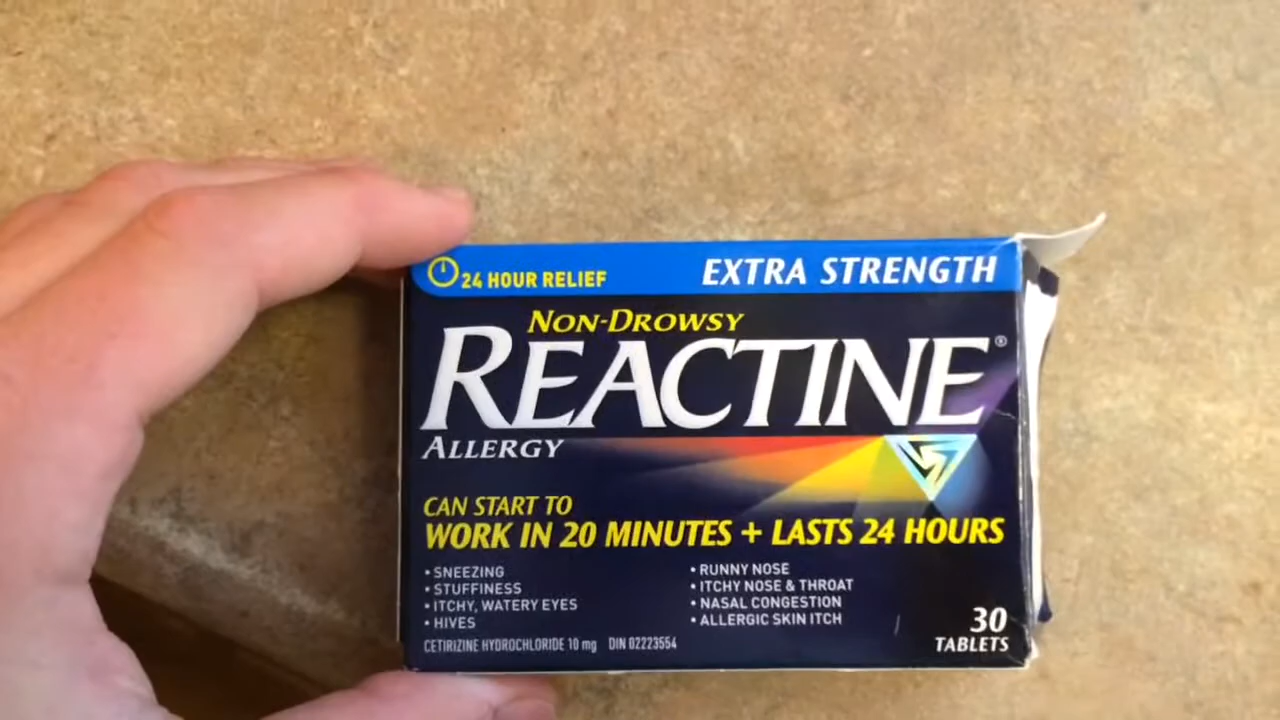 24 HOUR RELIEF EXTRA STRENGTH
NON-DROWSY
REACTINE®
ALLERGY
CAN START TO
WORK IN 20 MINUTES + LASTS 24 HOURS
• SNEEZING
• STUFFINESS
• ITCHY, WATERY EYES
• HIVES
• RUNNY NOSE
• ITCHY NOSE & THROAT
• NASAL CONGESTION
• ALLERGIC SKIN ITCH
CETIRIZINE HYDROCHLORIDE 10 mg DIN 02223554
30
TABLETS